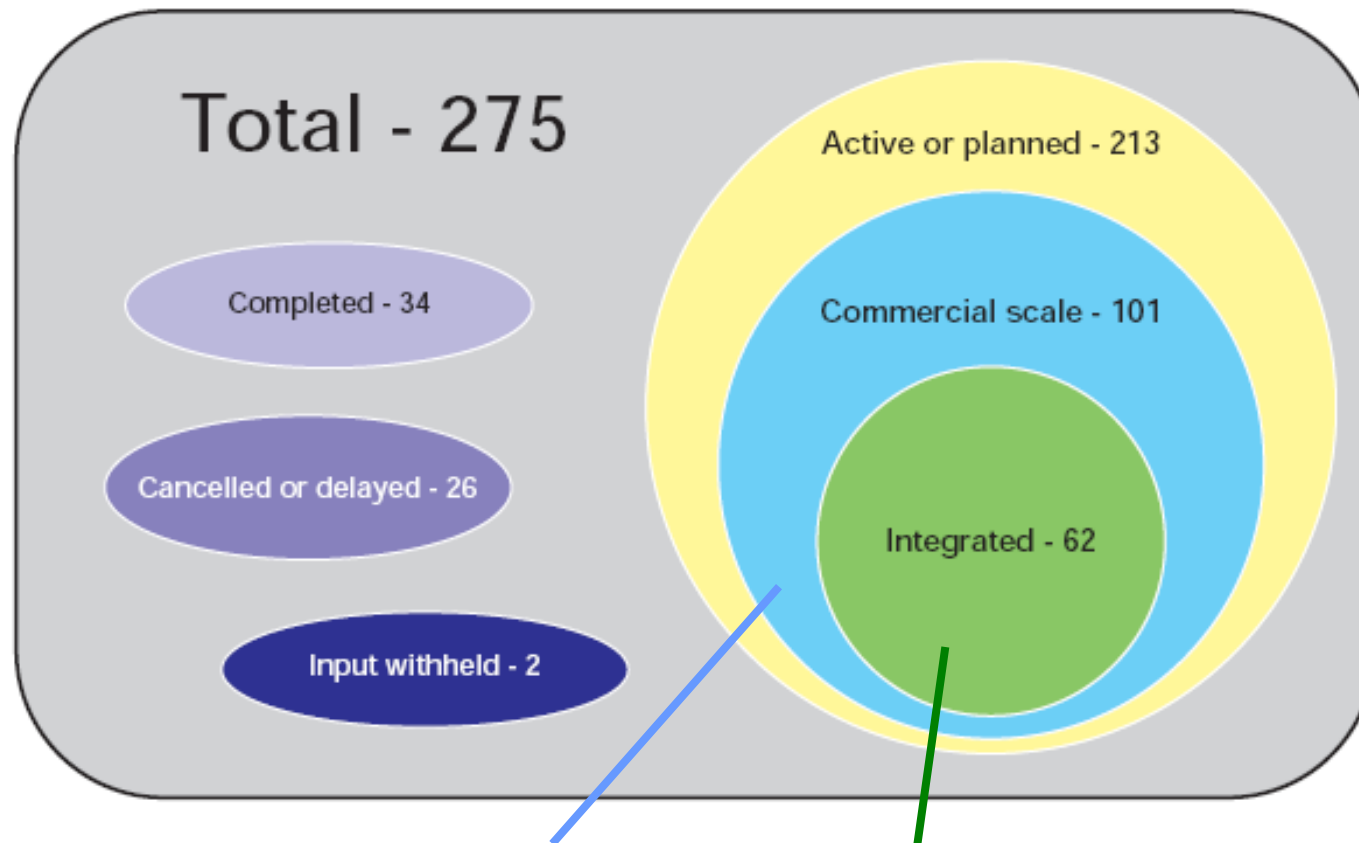 Total - 275
Active or planned - 213
Completed - 34
Commercial scale - 101
Cancelled or delayed - 26
Integrated - 62
Input withheld - 2